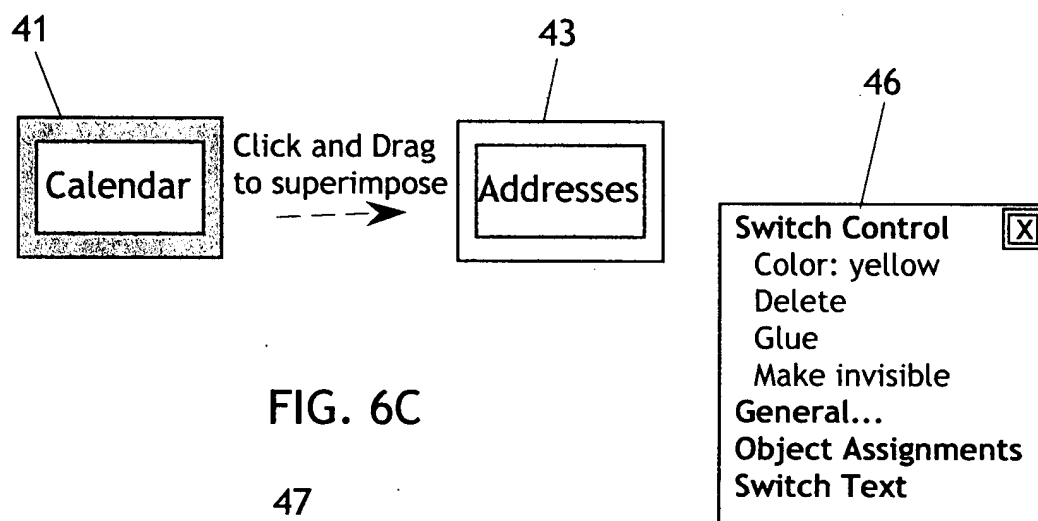 41
43
46
Calendar
Click and Drag
to superimpose
Addresses
Switch Control X
Color: yellow
Delete
Glue
Make invisible
General...
Object Assignments
Switch Text
FIG. 6C
47